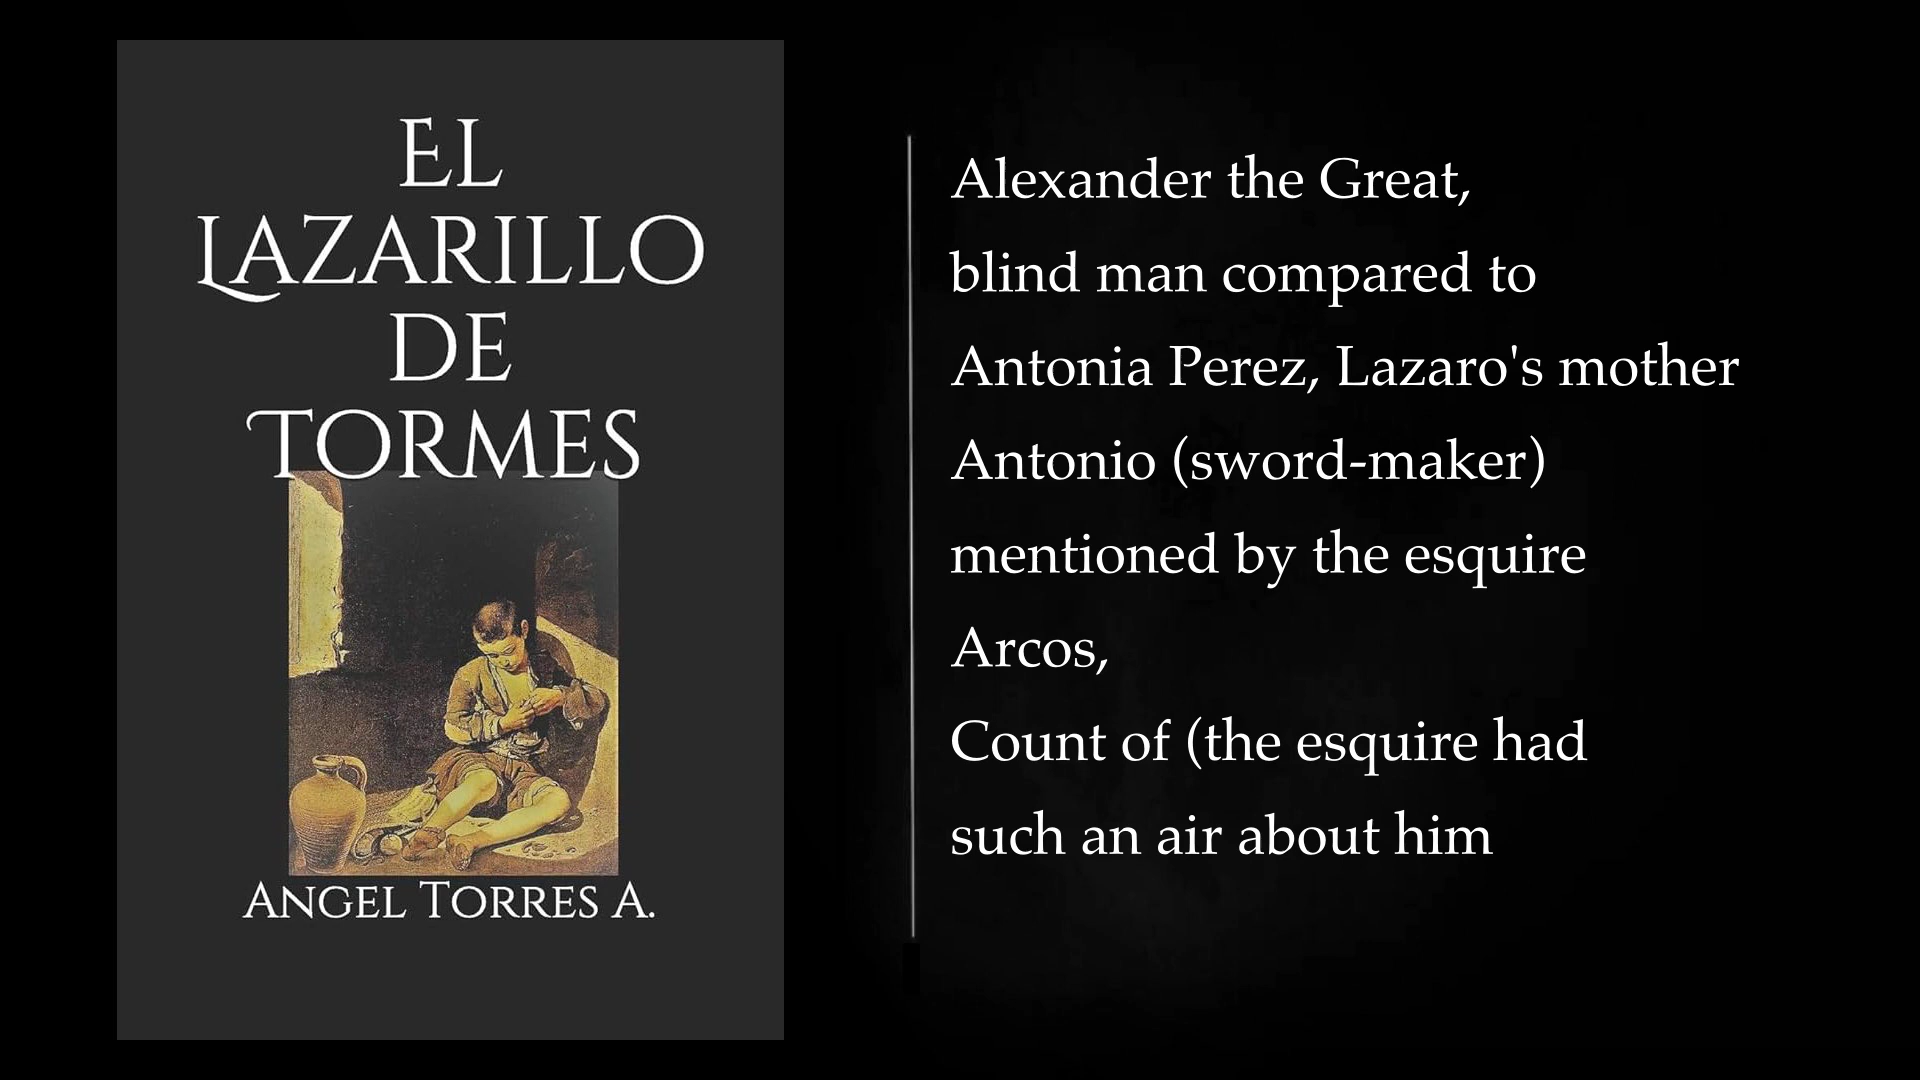 EL
LAZARILLO
DE
TORMES
ANGEL TORRES A.
Alexander the Great,
blind man compared to
Antonia Perez, Lazaro's mother
Antonio (sword-maker)
mentioned by the esquire
Arcos,
Count of (the esquire had
such an air about him